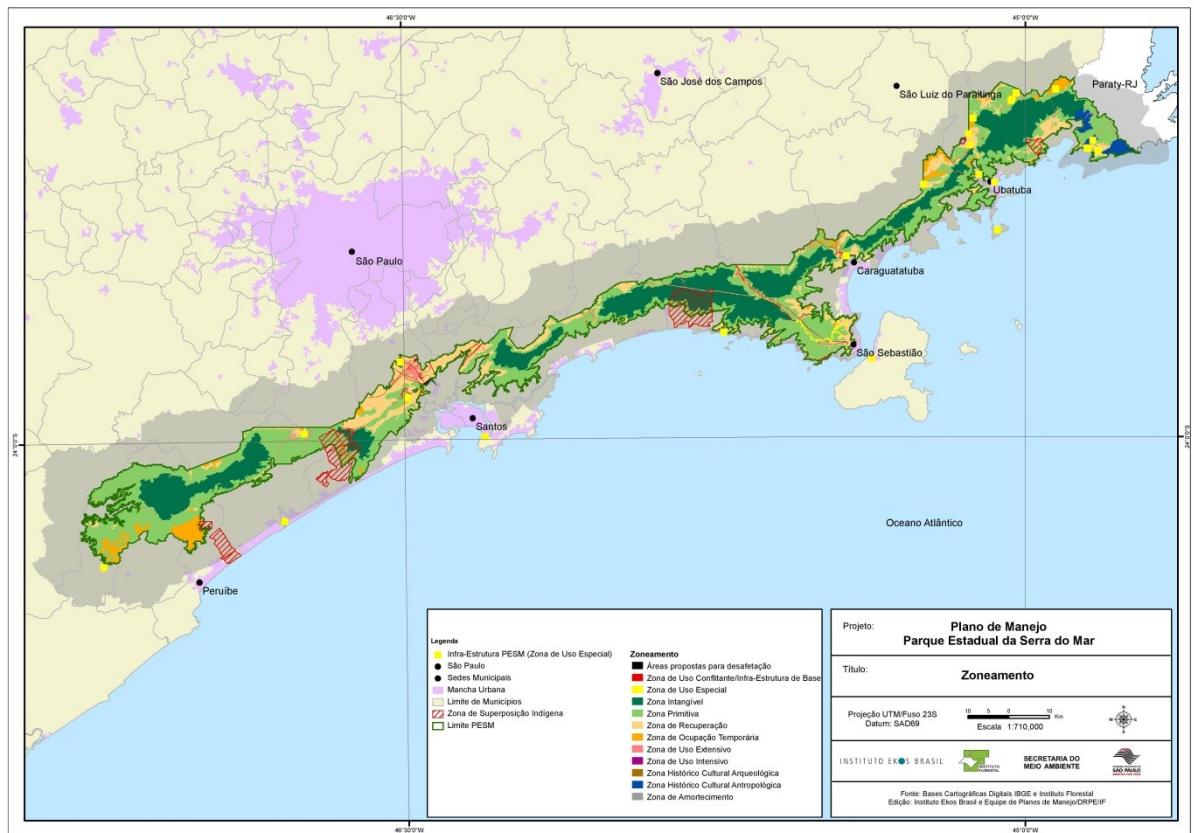 46°30'0"W
45°0'0"W
São José dos Campos
São Luiz do Paraitinga
Paraty-RJ
Ubatuba
São Paulo
Caraguatatuba
São Sebastião
Santos
24°0'0"S
24°0'0"S
Oceano Atlântico
Peruíbe
Legenda
Infra-Estrutura PESM (Zona de Uso Especial)
São Paulo
Sedes Municipais
Mancha Urbana
Limite de Municípios
Zona de Superposição Indígena
Limite PESM
Zoneamento
Áreas propostas para desafetação
Zona de Uso Conflitante/Infra-Estrutura de Base
Zona de Uso Especial
Zona Intangível
Zona Primitiva
Zona de Recuperação
Zona de Ocupação Temporária
Zona de Uso Extensivo
Zona de Uso Intensivo
Zona Histórico Cultural Arqueológica
Zona Histórico Cultural Antropológica
Zona de Amortecimento
Projeto:
Plano de Manejo
Parque Estadual da Serra do Mar
Título:
Zoneamento
Projeção UTM/Fuso 23S
Datum: SAD69
10 5 0 10
Km
Escala 1:710,000
N
W E
S
INSTITUTO EKOS BRASIL
INSTITUTO
FLORESTAL
SECRETARIA DO
MEIO AMBIENTE
SÃO PAULO
Fonte: Bases Cartográficas Digitais IBGE e Instituto Florestal
Edição: Instituto Ekos Brasil e Equipe de Planos de Manejo/DRPE/IF
46°30'0"W
45°0'0"W